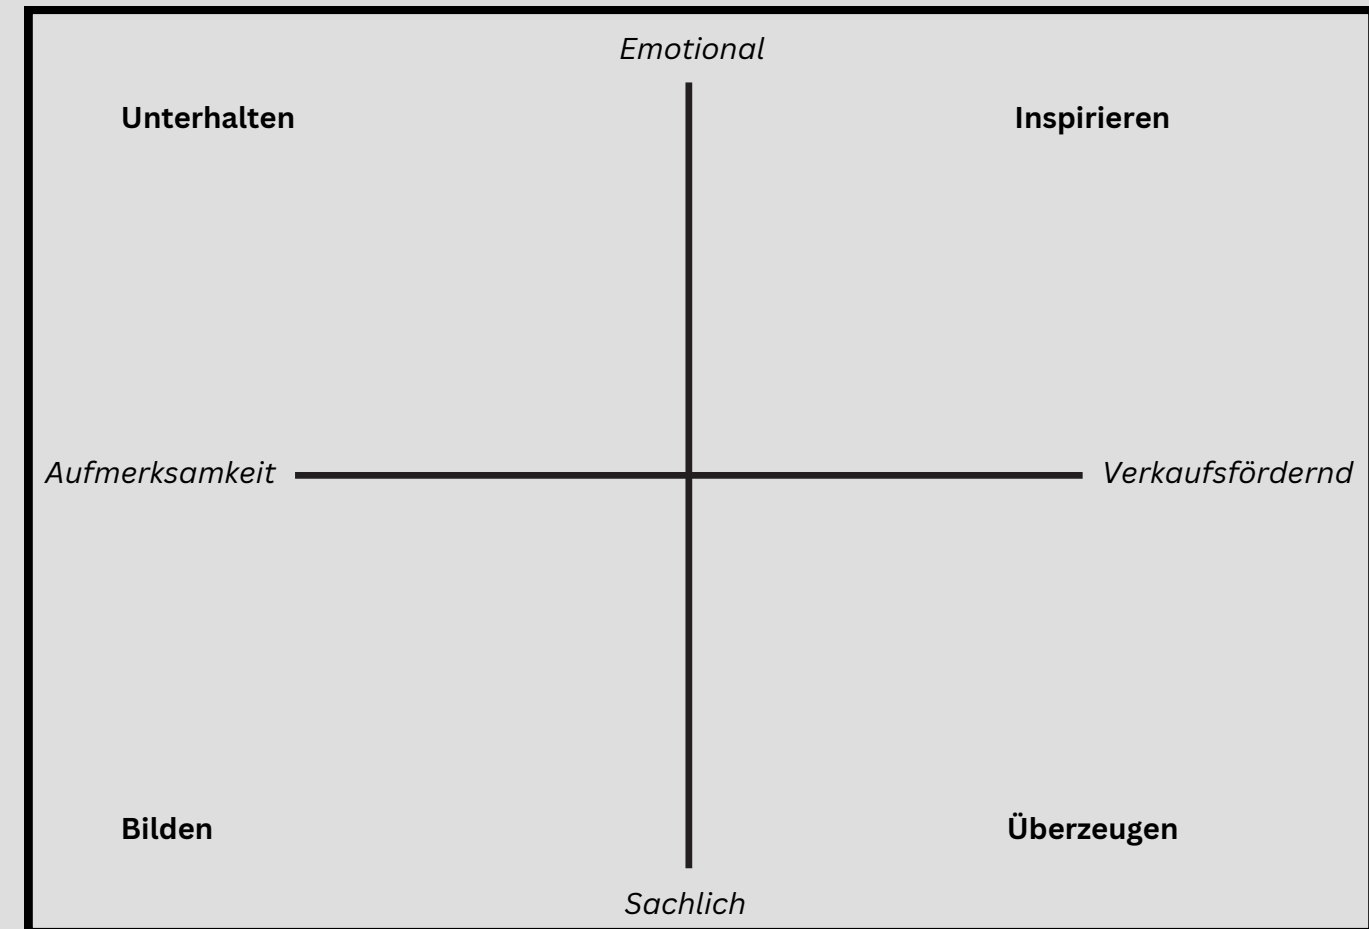 Emotional
Unterhalten
Inspirieren
Aufmerksamkeit
Verkaufsfördernd
Bilden
Überzeugen
Sachlich